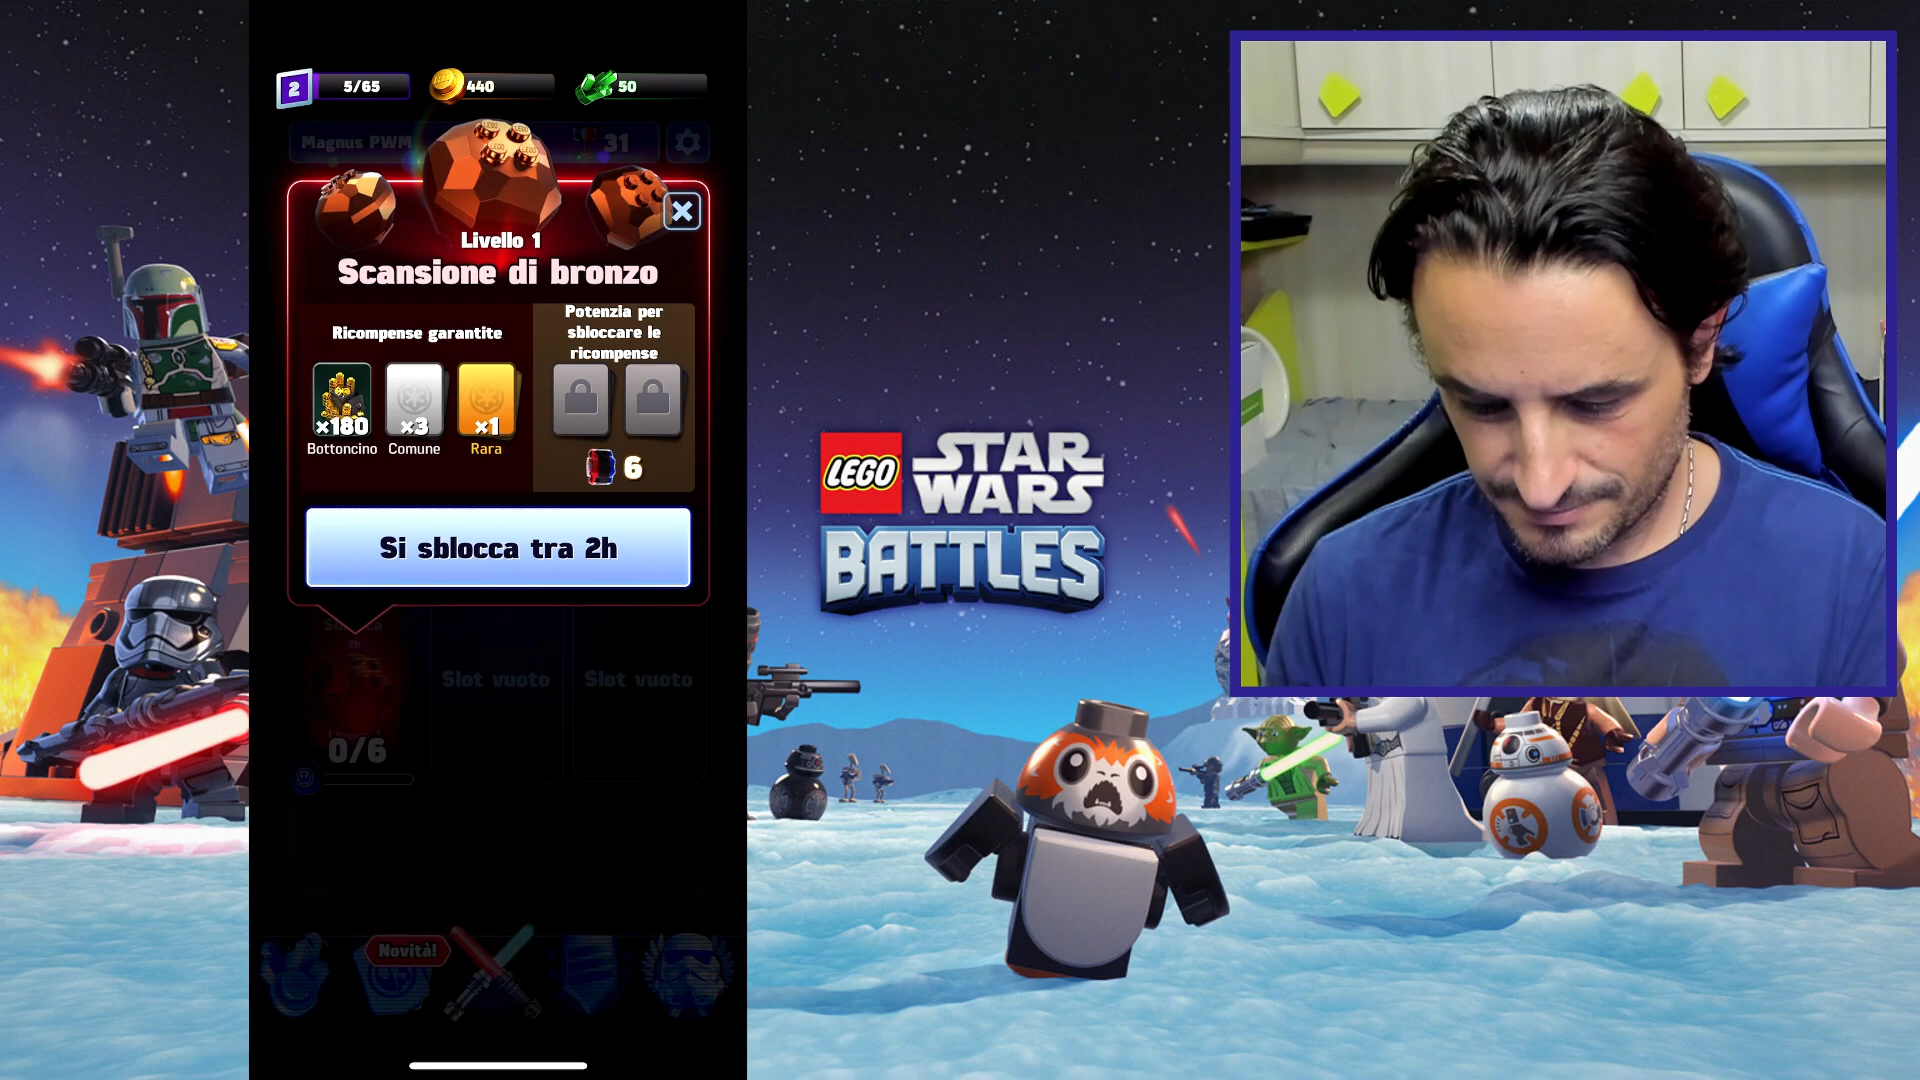 2
5/65
440
50
Magnus PWM
31
Livello 1
Scansione di bronzo
Ricompense garantite
Potenzia per
sbloccare le
ricompense
×180
×3
×1
Bottoncino
Comune
Rara
6
Si sblocca tra 2h
2h
Slot vuoto
Slot vuoto
0/6
Novità!
LEGO
STAR
WARS
BATTLES